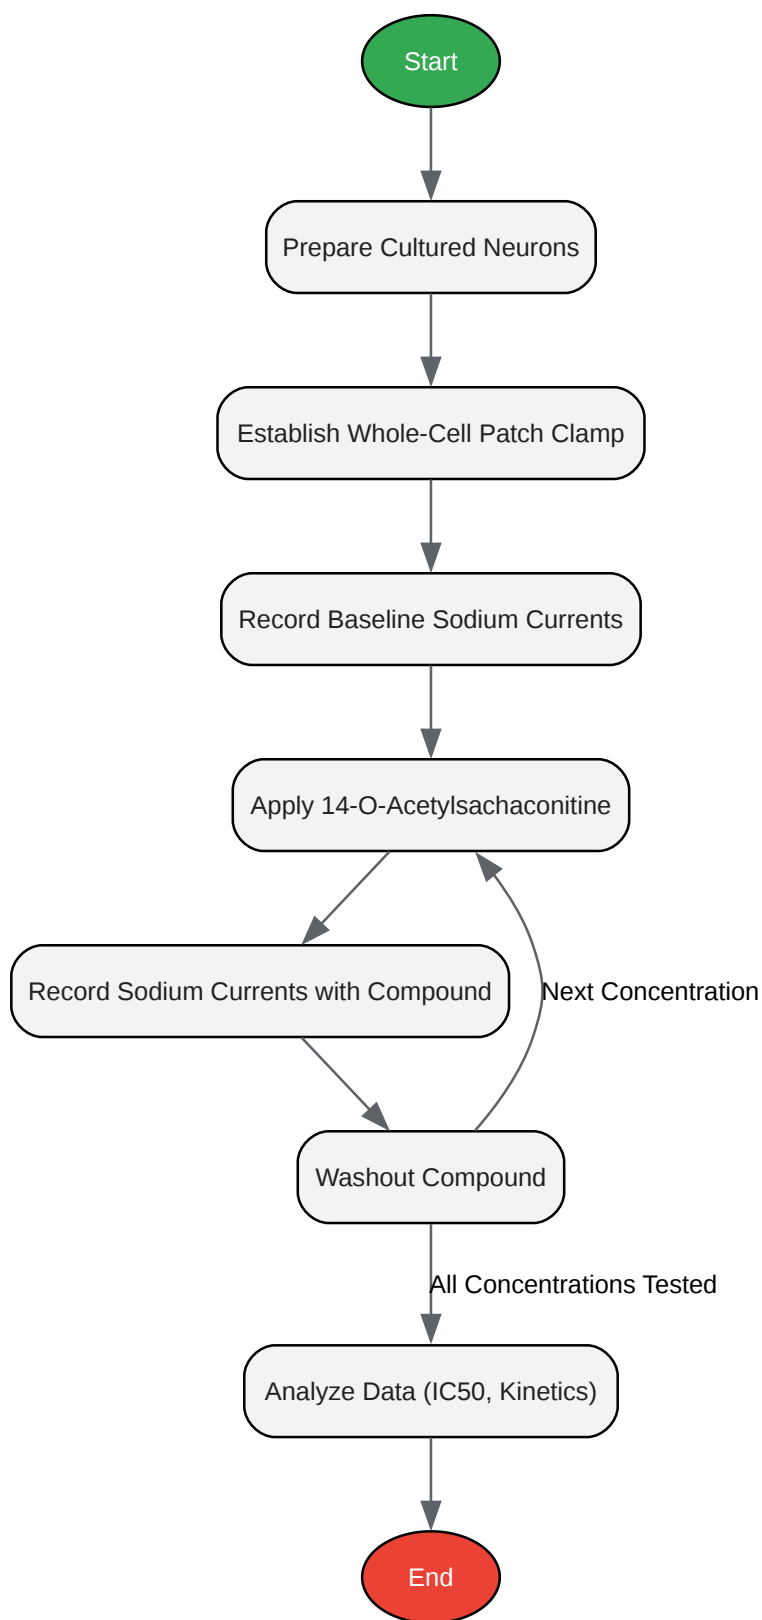 Start
Prepare Cultured Neurons
Establish Whole-Cell Patch Clamp
Record Baseline Sodium Currents
Apply 14-O-Acetylsachaconitine
Record Sodium Currents with Compound
Next Concentration
Washout Compound
All Concentrations Tested
Analyze Data (IC50, Kinetics)
End